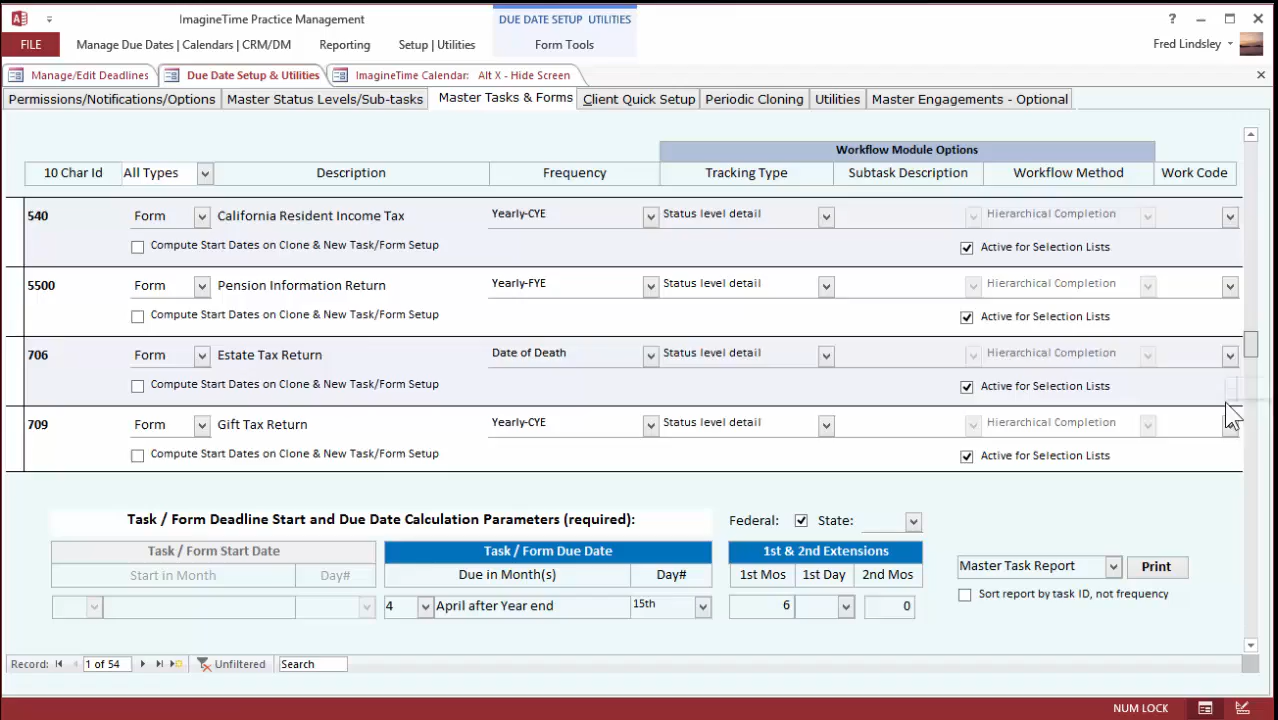 ImagineTime Practice Management
DUE DATE SETUP UTILITIES
?
FILE
Manage Due Dates | Calendars | CRM/DM
Reporting
Setup | Utilities
Form Tools
Fred Lindsley
Manage/Edit Deadlines
Due Date Setup & Utilities
ImagineTime Calendar: Alt X - Hide Screen
Permissions/Notifications/Options
Master Status Levels/Sub-tasks
Master Tasks & Forms
Client Quick Setup
Periodic Cloning
Utilities
Master Engagements - Optional
Workflow Module Options
10 Char Id
All Types
Description
Frequency
Tracking Type
Subtask Description
Workflow Method
Work Code
540
Form
California Resident Income Tax
Yearly-CYE
Status level detail
Hierarchical Completion
Compute Start Dates on Clone & New Task/Form Setup
Active for Selection Lists
5500
Form
Pension Information Return
Yearly-FYE
Status level detail
Hierarchical Completion
Compute Start Dates on Clone & New Task/Form Setup
Active for Selection Lists
706
Form
Estate Tax Return
Date of Death
Status level detail
Hierarchical Completion
Compute Start Dates on Clone & New Task/Form Setup
Active for Selection Lists
709
Form
Gift Tax Return
Yearly-CYE
Status level detail
Hierarchical Completion
Compute Start Dates on Clone & New Task/Form Setup
Active for Selection Lists
Task / Form Deadline Start and Due Date Calculation Parameters (required):
Federal:
State:
Task / Form Start Date
Task / Form Due Date
1st & 2nd Extensions
Start in Month
Day#
Due in Month(s)
Day#
1st Mos
1st Day
2nd Mos
Master Task Report
Print
Sort report by task ID, not frequency
4
April after Year end
15th
6
0
Record:
1 of 54
Unfiltered
Search
NUM LOCK